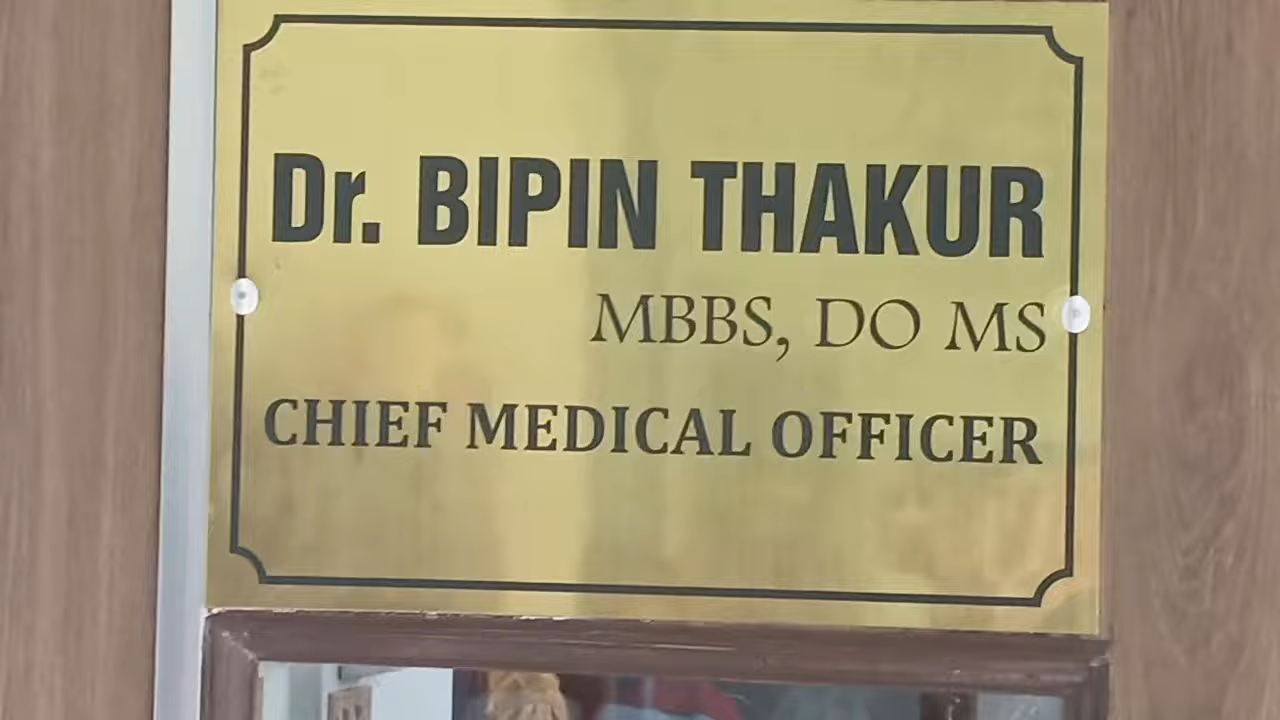 Dr. BIPIN THAKUR
MBBS, DO MS
CHIEF MEDICAL OFFICER